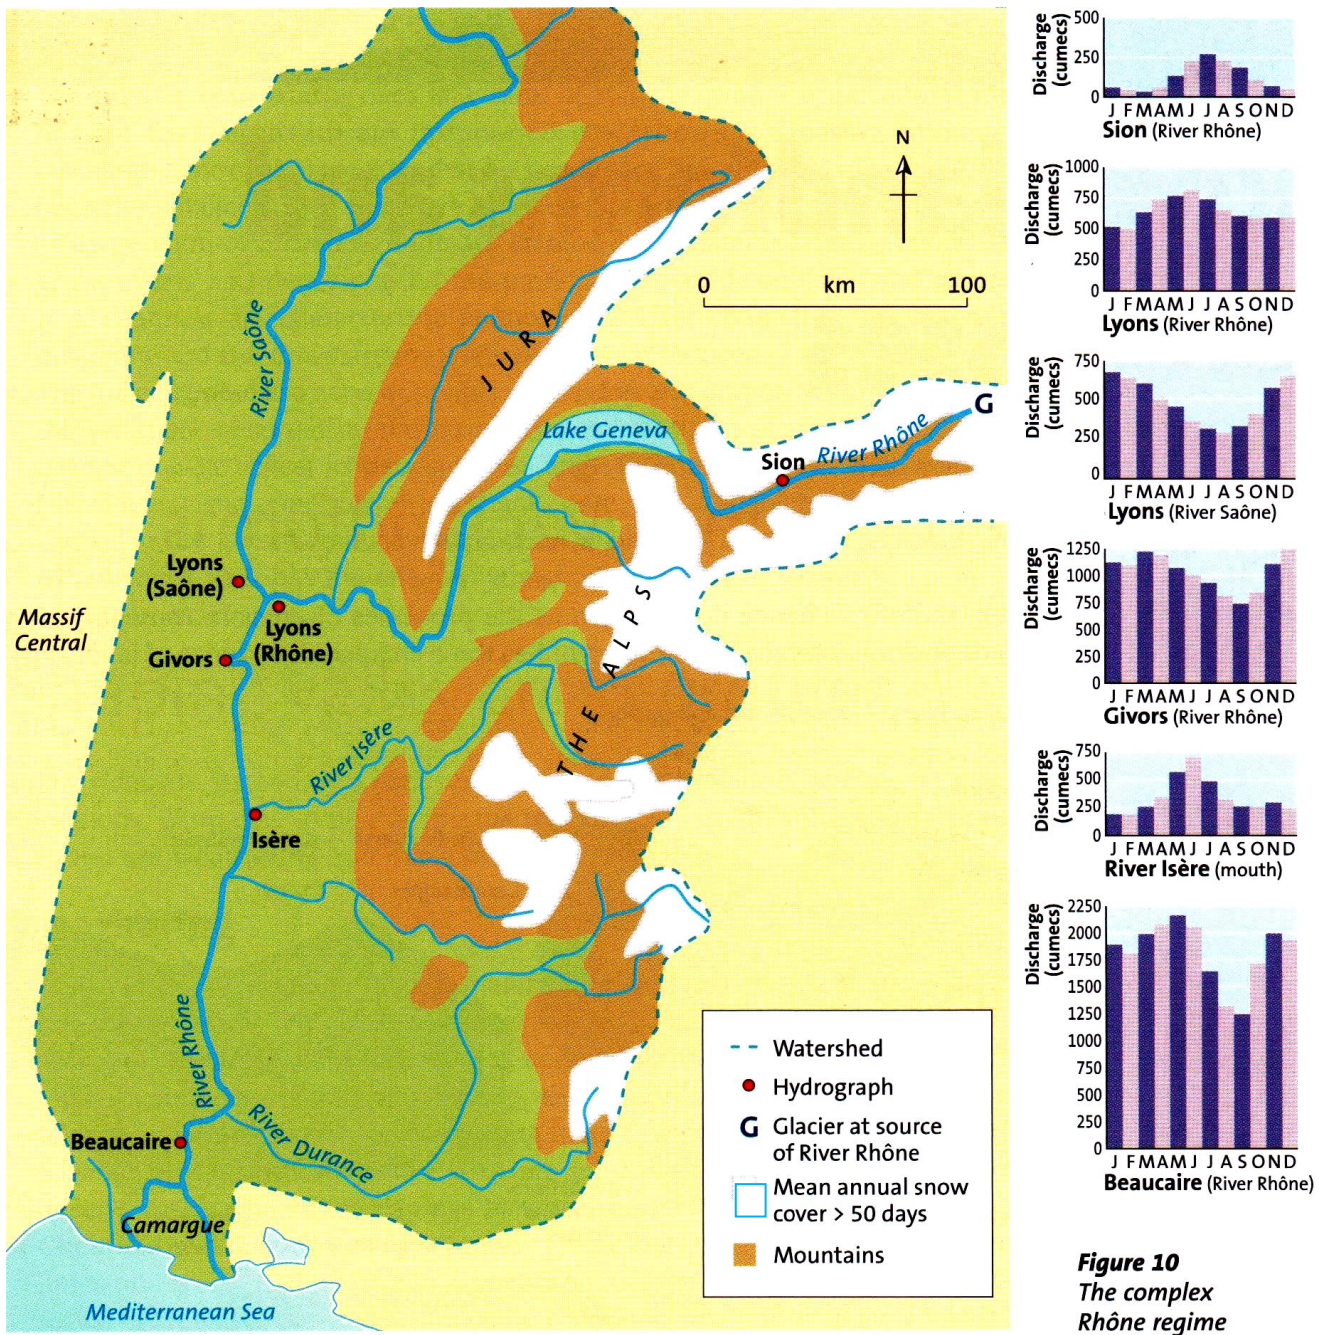 N
0 km 100
River Saône
JURA
Lake Geneva
G
River Rhône
Sion
Lyons
(Saône)
Massif
Central
Lyons
(Rhône)
Givors
THE ALPS
River Isère
Isère
River Rhône
River Durance
Beaucaire
Camargue
Mediterranean Sea
Watershed
Hydrograph
G Glacier at source
of River Rhône
Mean annual snow
cover > 50 days
Mountains
Discharge
(cumecs)
500
250
0
J F M A M J J A S O N D
Sion (River Rhône)
Discharge
(cumecs)
1000
750
500
250
0
J F M A M J J A S O N D
Lyons (River Rhône)
Discharge
(cumecs)
750
500
250
0
J F M A M J J A S O N D
Lyons (River Saône)
Discharge
(cumecs)
1250
1000
750
500
250
0
J F M A M J J A S O N D
Givors (River Rhône)
Discharge
(cumecs)
750
500
250
0
J F M A M J J A S O N D
River Isère (mouth)
Discharge
(cumecs)
2250
2000
1750
1500
1250
1000
750
500
250
0
J F M A M J J A S O N D
Beaucaire (River Rhône)
Figure 10
The complex
Rhône regime